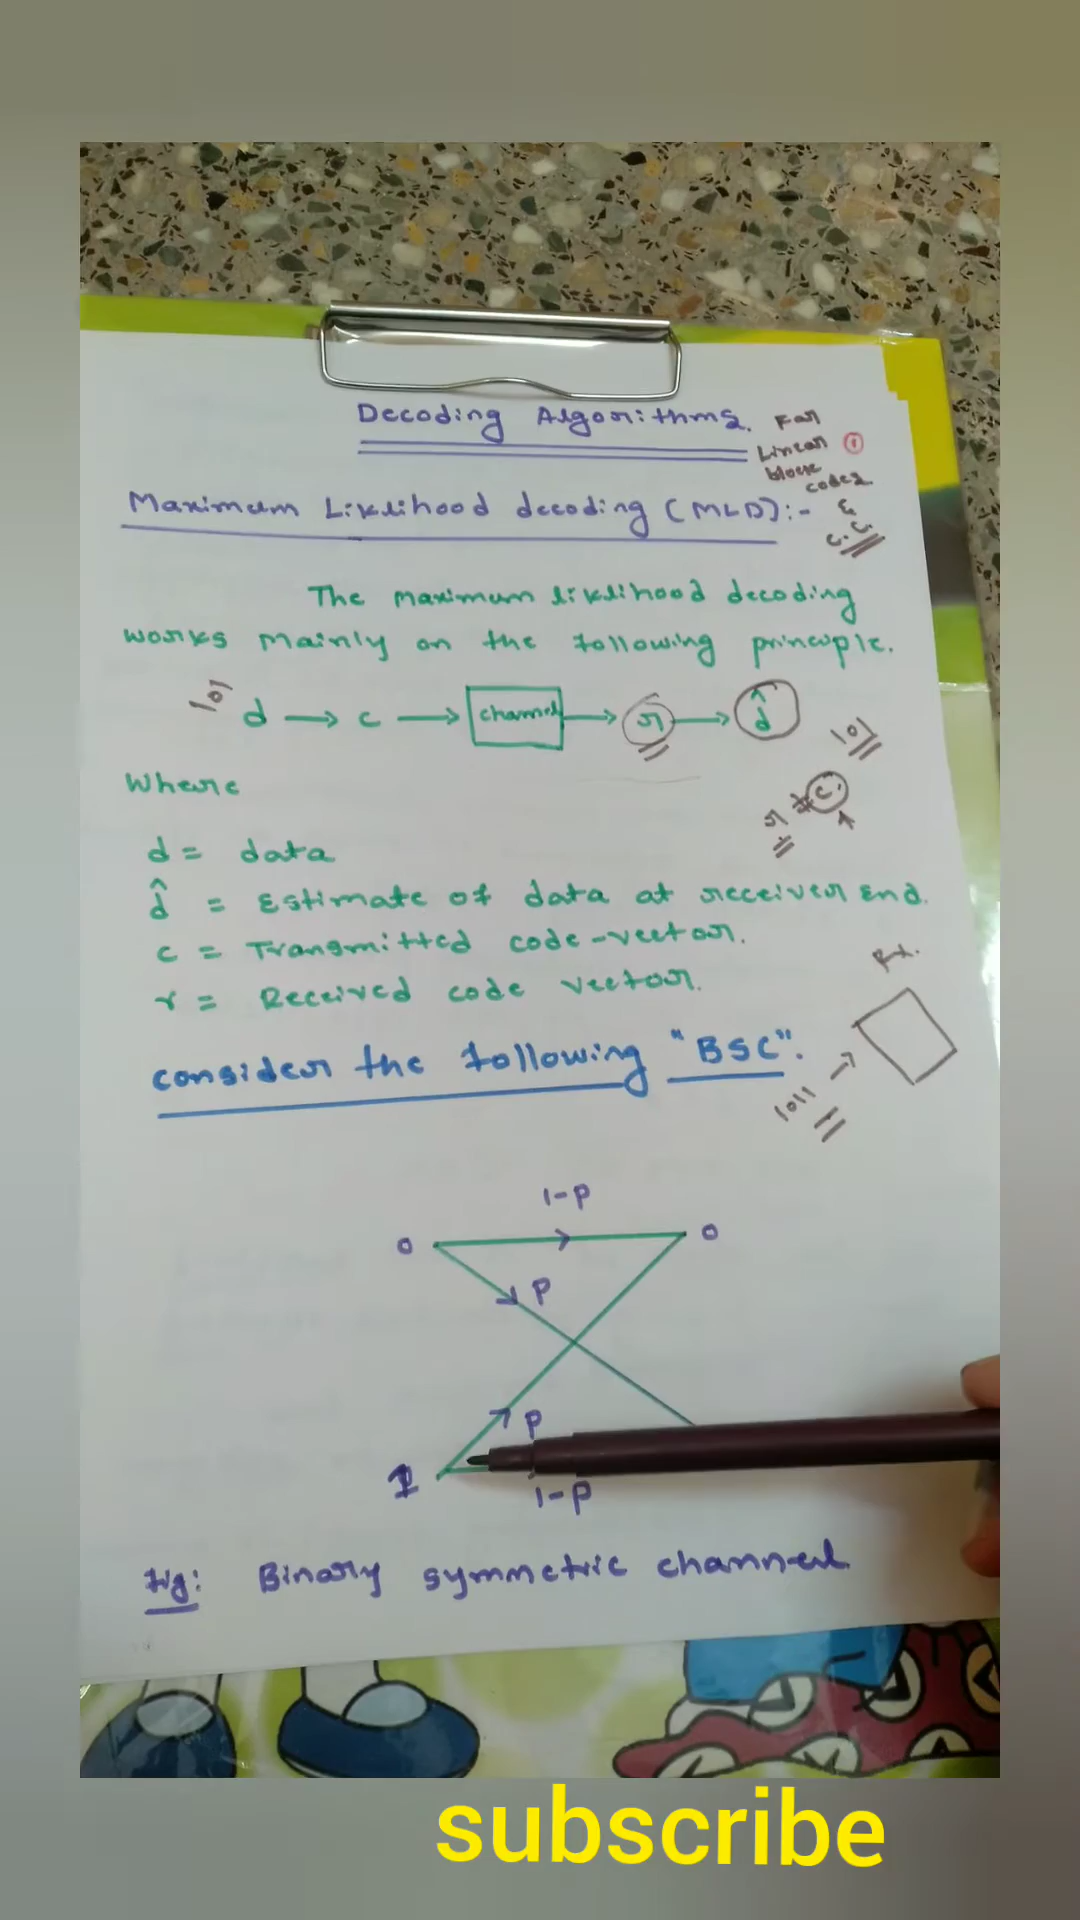 Decoding Algorithms.
For
Linear ①
block
codes
&
C.C.
Maximum Liklihood decoding (MLD):-
The maximum liklihood decoding
works mainly on the following principle.
101
d → c → channel → r → d̂
101
Where
r ≠ c
d = data
d̂ = Estimate of data at receiver End.
c = Transmitted code-vector.
r = Received code vector.
consider the following "BSC".
1011 →
1-P
0 0
P
P
1
1-P
Fig: Binary symmetric channel
subscribe